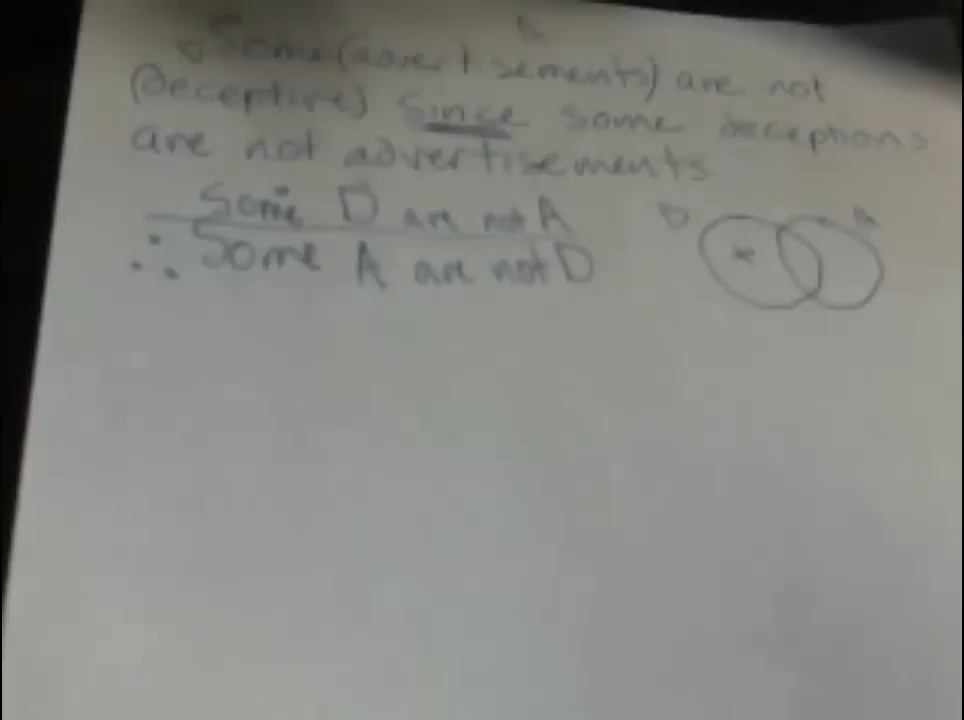 Some (advertisements) are not
(Deceptive) since some deceptions
are not advertisements
Some D are not A
∴ Some A are not D
D A